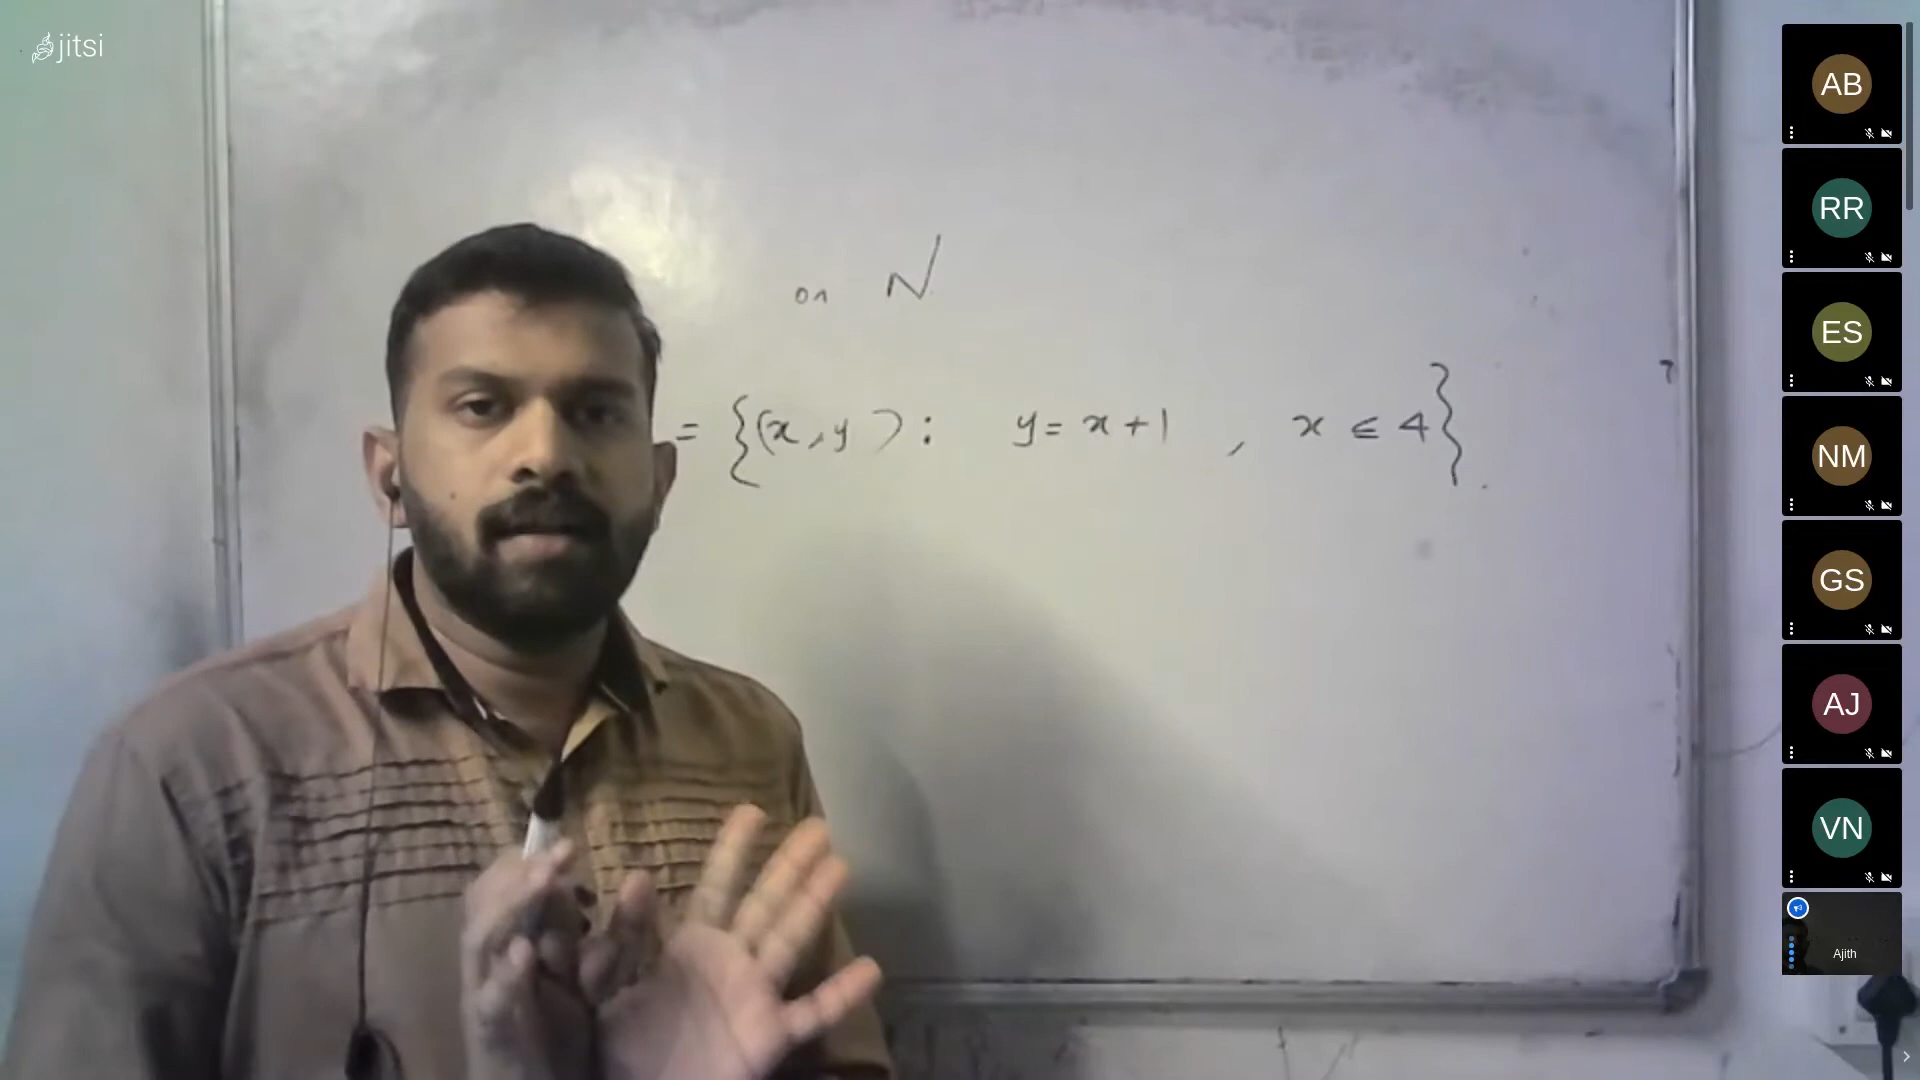 jitsi
on N
= {(x, y): y = x + 1, x ≤ 4}.
AB
RR
ES
NM
GS
AJ
VN
Ajith